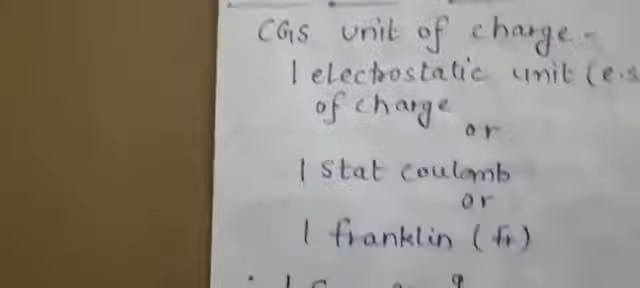 CGS unit of charge -
1 electrostatic unit (e.s
of charge
or
1 stat coulomb
or
1 franklin (fr)